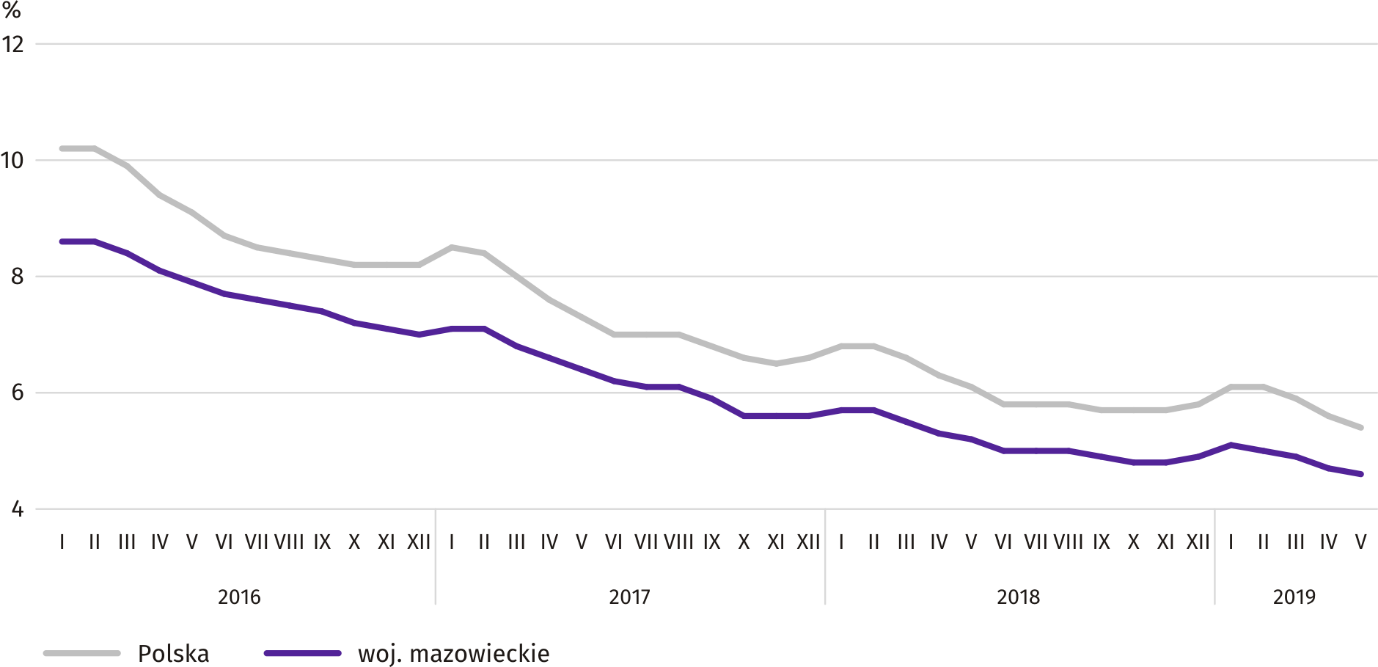 %
12
10
8
6
4
I II III IV V VI VII VIII IX X XI XII I II III IV V VI VII VIII IX X XI XII I II III IV V VI VII VIII IX X XI XII I II III IV V
2016 2017 2018 2019
Polska woj. mazowieckie